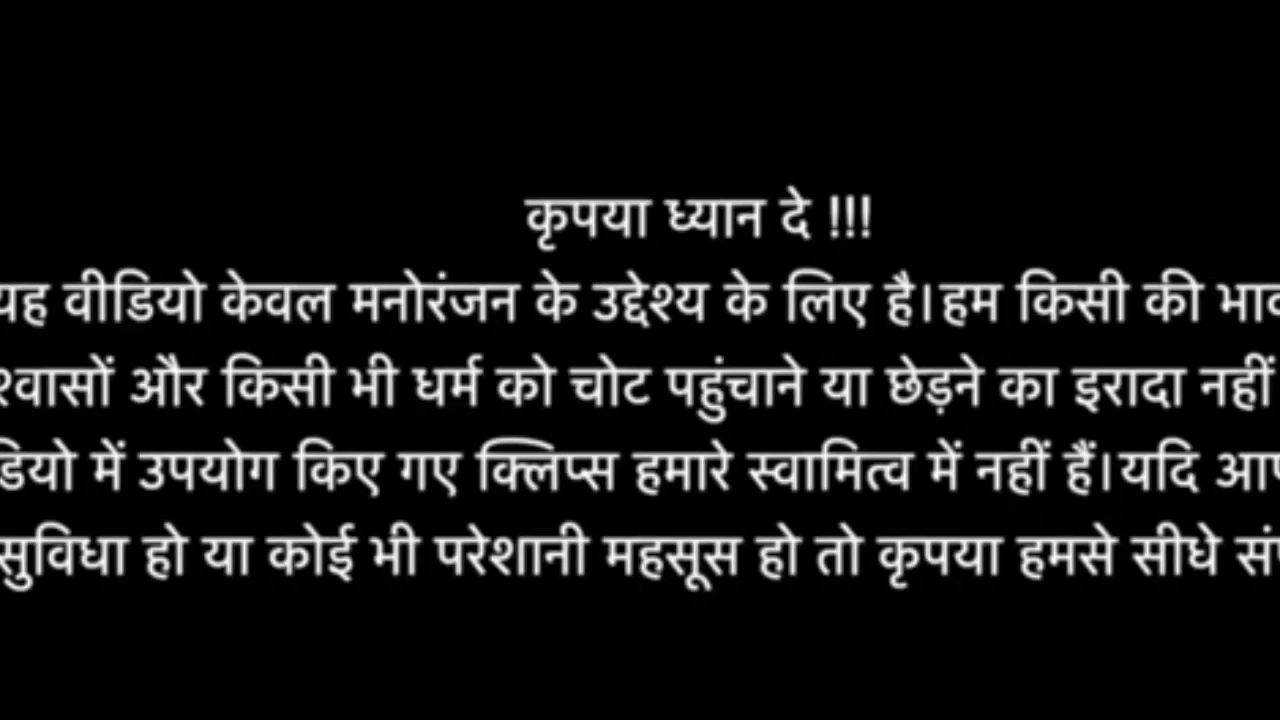 कृपया ध्यान दे !!!
यह वीडियो केवल मनोरंजन के उद्देश्य के लिए है।हम किसी की
और किसी भी धर्म को चोट पहुंचाने या छेड़ने का इरादा नहीं
में उपयोग किए गए क्लिप्स हमारे स्वामित्व में नहीं हैं।यदि
हो या कोई भी परेशानी महसूस हो तो कृपया हमसे सीधे